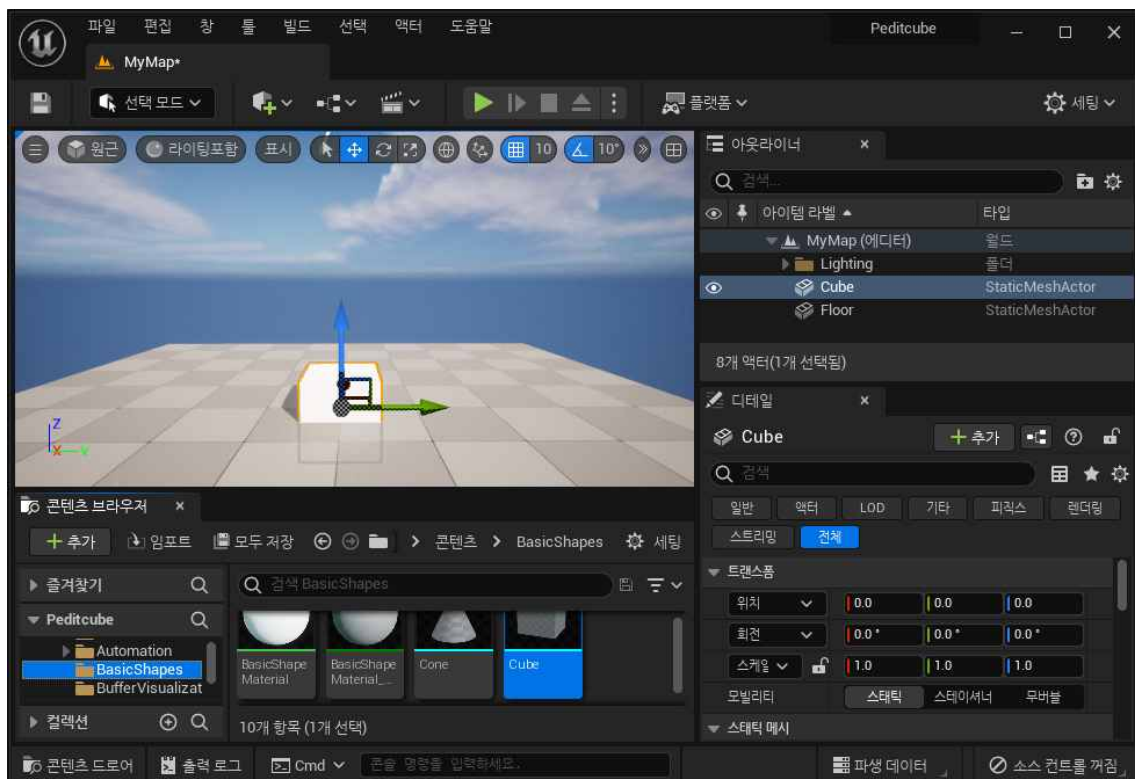 파일 편집 창 툴 빌드 선택 액터 도움말 Peditcube
MyMap*
선택 모드 플랫폼 세팅
원근 라이팅포함 표시 10 10°
Z
X Y
아웃라이너
검색...
아이템 라벨 타입
MyMap (에디터) 월드
Lighting 폴더
Cube StaticMeshActor
Floor StaticMeshActor
8개 액터(1개 선택됨)
디테일
Cube 추가
검색
일반 액터 LOD 기타 피직스 렌더링
스트리밍 전체
트랜스폼
위치 0.0 0.0 0.0
회전 0.0° 0.0° 0.0°
스케일 1.0 1.0 1.0
모빌리티 스태틱 스테이셔너 무버블
스태틱 메시
콘텐츠 브라우저
추가 임포트 모두 저장 콘텐츠 BasicShapes 세팅
즐겨찾기
Peditcube
Automation
BasicShapes
BufferVisualizat
컬렉션
검색 BasicShapes
BasicShape
Material
BasicShape
Material_...
Cone
Cube
10개 항목 (1개 선택)
콘텐츠 드로어 출력 로그 Cmd 콘솔 명령을 입력하세요. 파생 데이터 소스 컨트롤 꺼짐